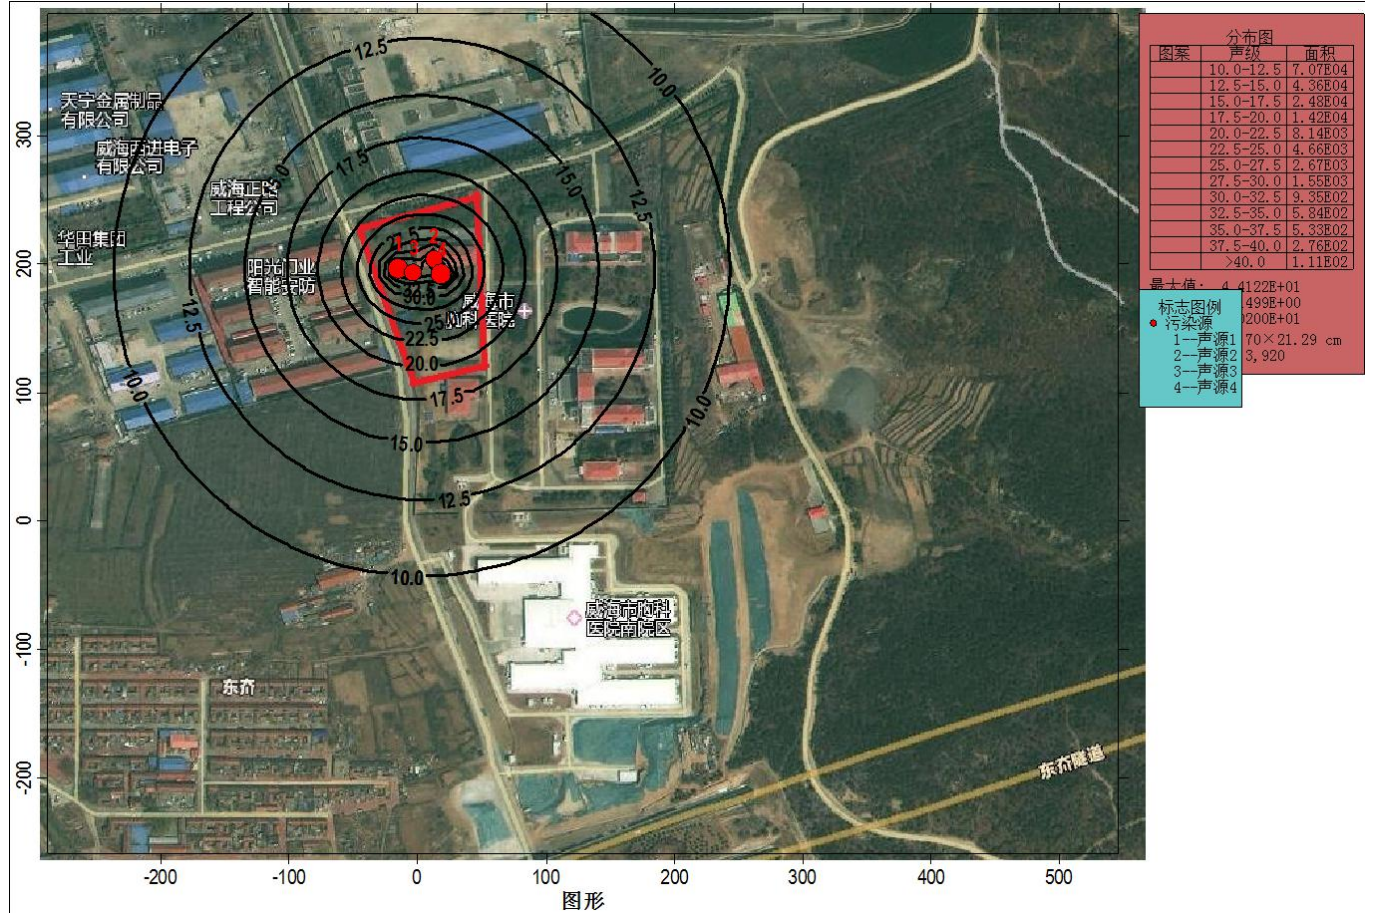 12.5
10.0
天宇金属制品
有限公司
威海西进电子
有限公司
17.5
15.0
15.0
12.5
威海正路
工程公司
华田集团
工业
阳光门业
智能安防
1
2
3
4
30.0
25
22.5
20.0
17.5
15.0
12.5
10.0
12.5
10.0
10.0
威海市
胸科医院
威海市胸科
医院南院区
东夼
东夼隧道
300
200
100
0
-100
-200
-200
-100
0
100
200
300
400
500
图形
分布图
图案 声级 面积
10.0-12.5 7.07E04
12.5-15.0 4.36E04
15.0-17.5 2.48E04
17.5-20.0 1.42E04
20.0-22.5 8.14E03
22.5-25.0 4.66E03
25.0-27.5 2.67E03
27.5-30.0 1.55E03
30.0-32.5 9.35E02
32.5-35.0 5.84E02
35.0-37.5 5.33E02
37.5-40.0 2.76E02
>40.0 1.11E02
最大值: 4.4122E+01
499E+00
0200E+01
70×21.29 cm
3,920
标志图例
污染源
1--声源1
2--声源2
3--声源3
4--声源4